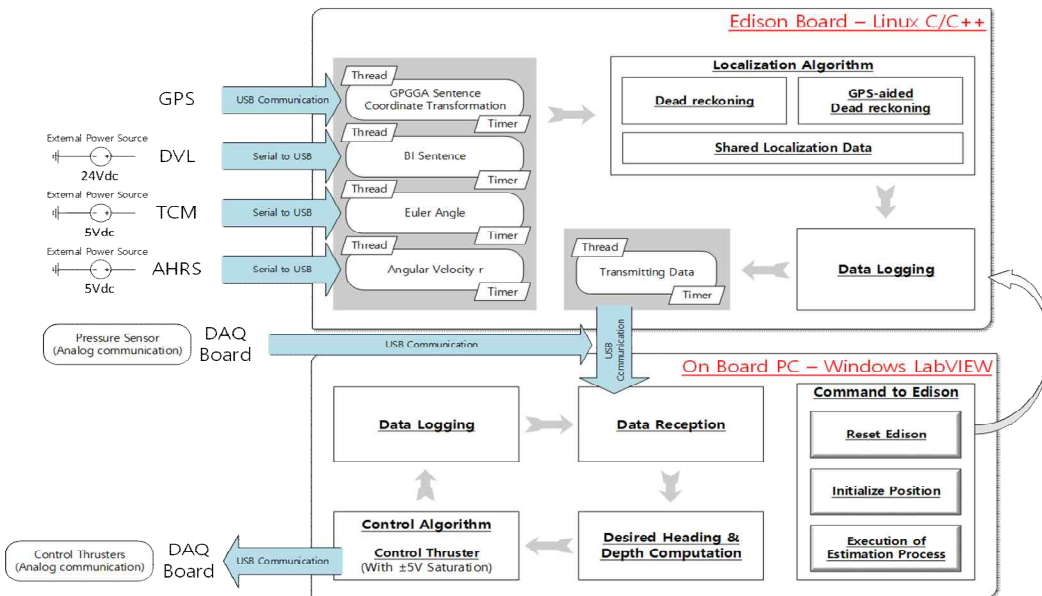 Edison Board – Linux C/C++
GPS
USB Communication
Thread
GPGGA Sentence
Coordinate Transformation
Timer
External Power Source
24Vdc
DVL
Serial to USB
Thread
BI Sentence
Timer
External Power Source
5Vdc
TCM
Serial to USB
Thread
Euler Angle
Timer
External Power Source
5Vdc
AHRS
Serial to USB
Thread
Angular Velocity r
Timer
Localization Algorithm
Dead reckoning
GPS-aided
Dead reckoning
Shared Localization Data
Data Logging
Thread
Transmitting Data
Timer
USB
Communication
Pressure Sensor
(Analog communication)
DAQ
Board
USB Communication
On Board PC – Windows LabVIEW
Data Logging
Data Reception
Control Algorithm
Control Thruster
(With ±5V Saturation)
Desired Heading &
Depth Computation
Command to Edison
Reset Edison
Initialize Position
Execution of
Estimation Process
Control Thrusters
(Analog communication)
DAQ
Board
USB Communication